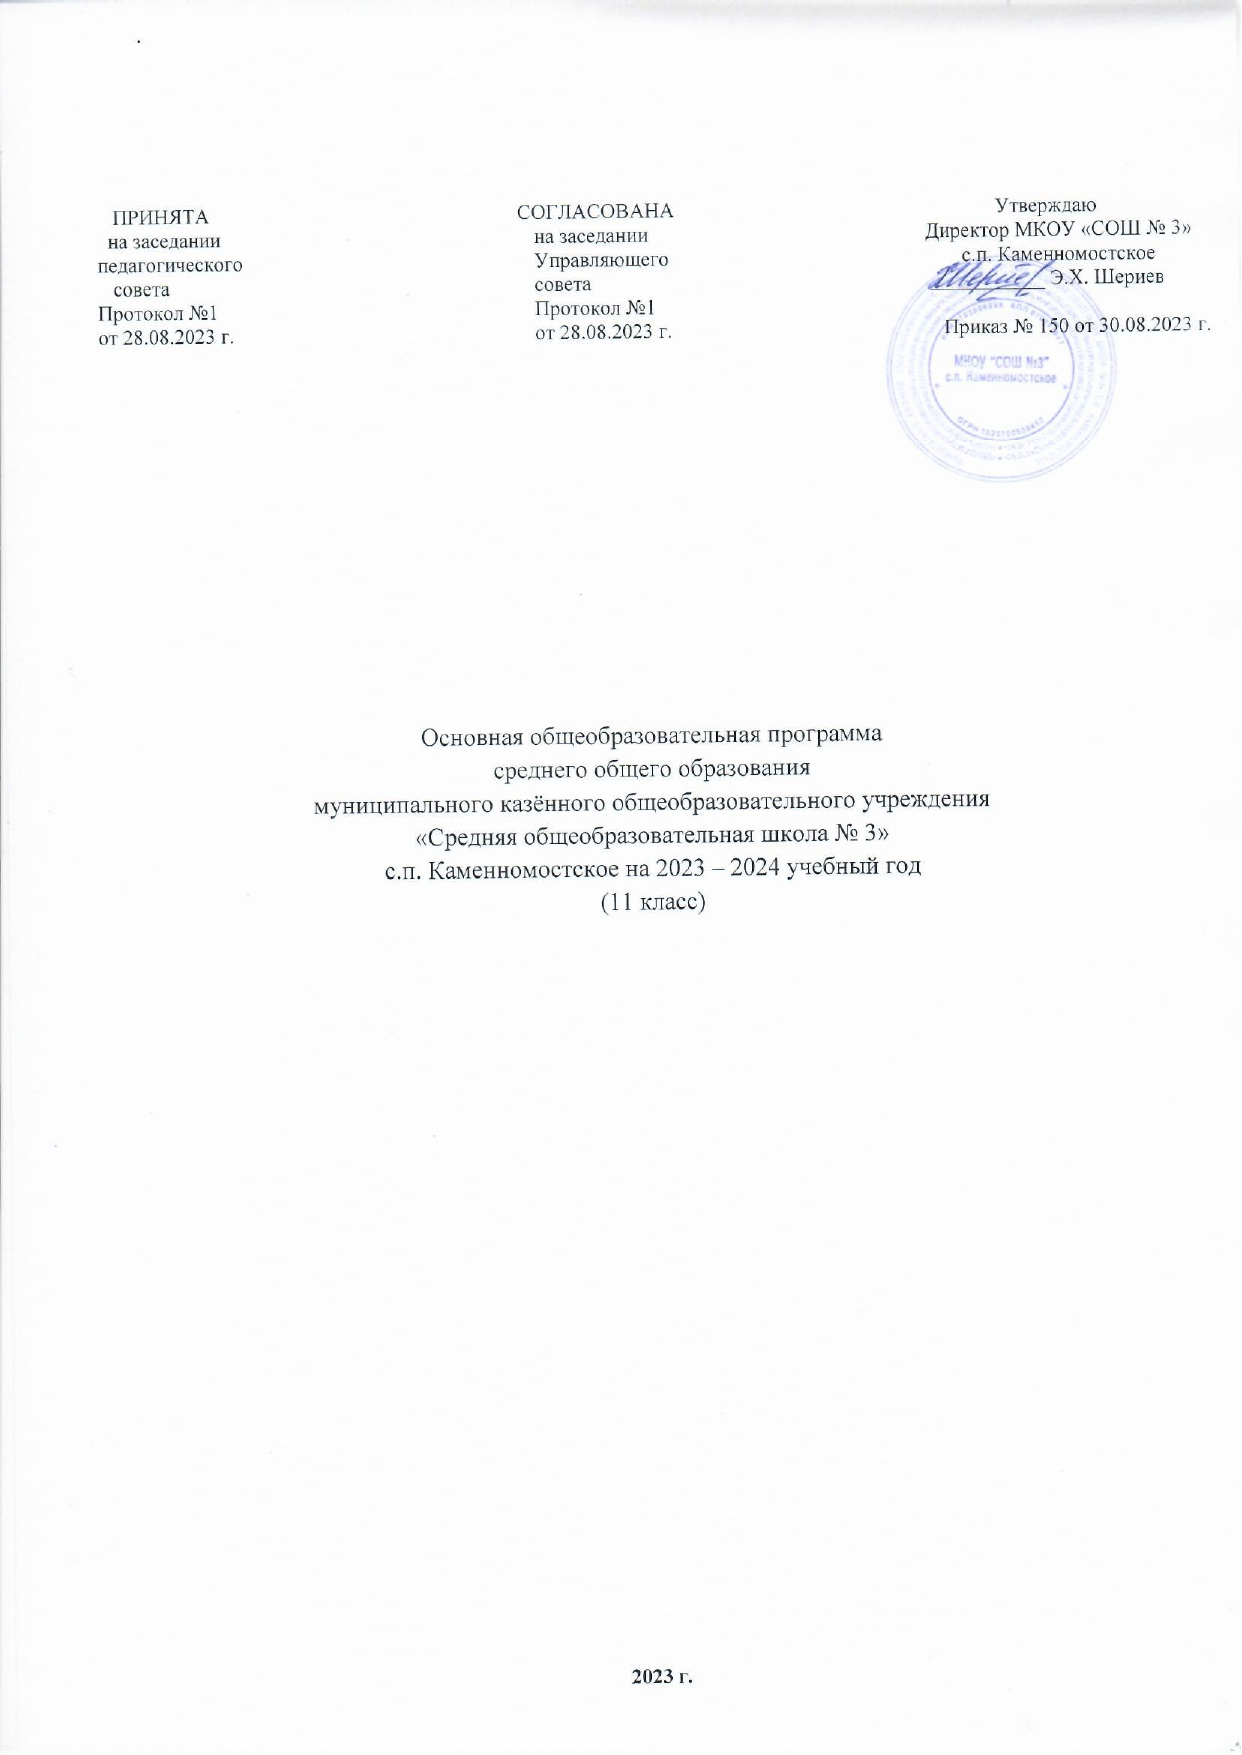 ПРИНЯТА
на заседании
педагогического
совета
Протокол №1
от 28.08.2023 г.
СОГЛАСОВАНА
на заседании
Управляющего
совета
Протокол №1
от 28.08.2023 г.
Утверждаю
Директор МКОУ «СОШ № 3»
с.п. Каменномостское
Э.Х. Шериев
Приказ № 150 от 30.08.2023 г.
МКОУ "СОШ №3"
с.п. Каменномостское
ОГРН
Основная общеобразовательная программа
среднего общего образования
муниципального казённого общеобразовательного учреждения
«Средняя общеобразовательная школа № 3»
с.п. Каменномостское на 2023 – 2024 учебный год
(11 класс)
2023 г.